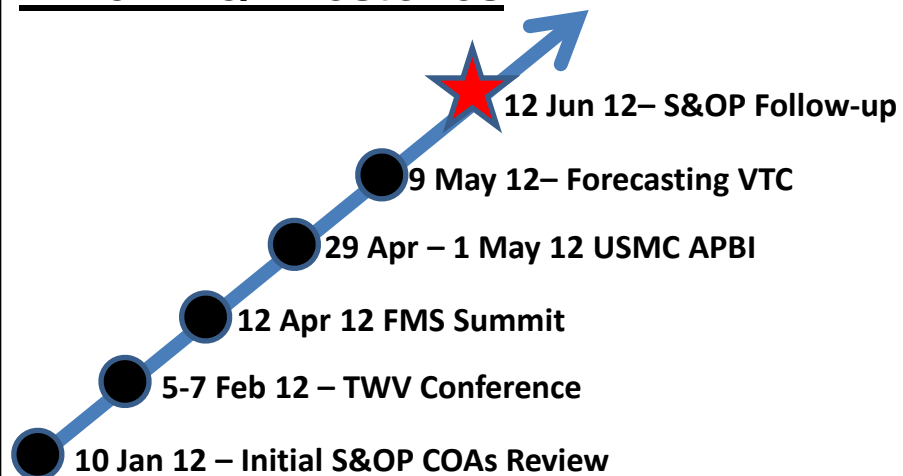 12 Jun 12– S&OP Follow-up
9 May 12– Forecasting VTC
29 Apr – 1 May 12 USMC APBI
12 Apr 12 FMS Summit
5-7 Feb 12 – TWV Conference
10 Jan 12 – Initial S&OP COAs Review